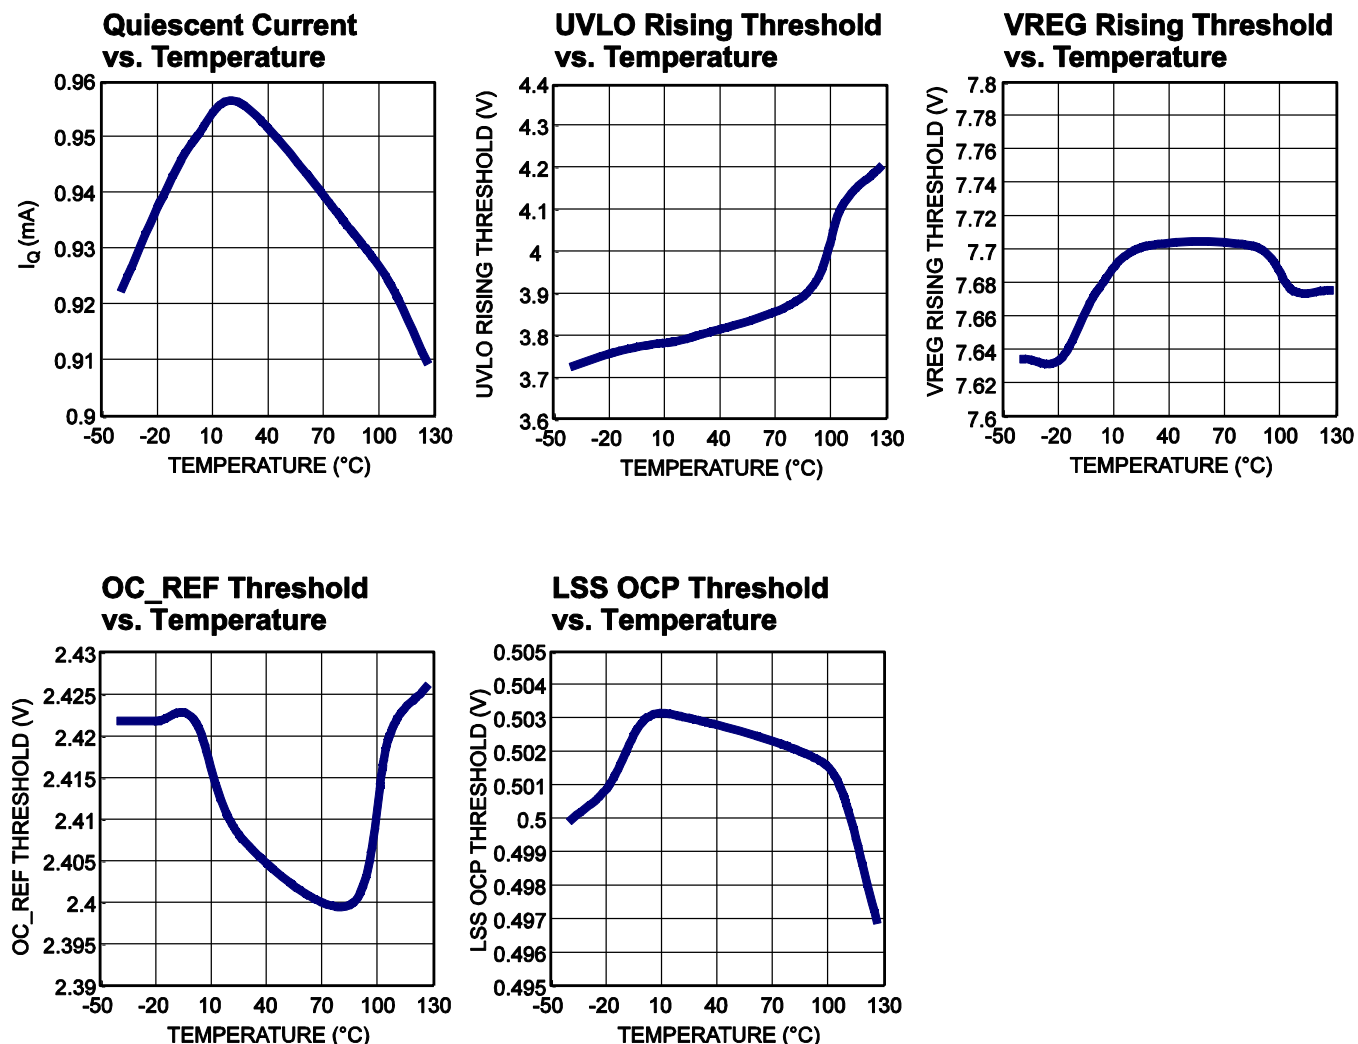 Quiescent Current
vs. Temperature
0.96
0.95
0.94
0.93
0.92
0.91
0.9
IQ (mA)
-50 -20 10 40 70 100 130
TEMPERATURE (°C)
UVLO Rising Threshold
vs. Temperature
4.4
4.3
4.2
4.1
4
3.9
3.8
3.7
3.6
UVLO RISING THRESHOLD (V)
-50 -20 10 40 70 100 130
TEMPERATURE (°C)
VREG Rising Threshold
vs. Temperature
7.8
7.78
7.76
7.74
7.72
7.7
7.68
7.66
7.64
7.62
7.6
VREG RISING THRESHOLD (V)
-50 -20 10 40 70 100 130
TEMPERATURE (°C)
OC_REF Threshold
vs. Temperature
2.43
2.425
2.42
2.415
2.41
2.405
2.4
2.395
2.39
OC_REF THRESHOLD (V)
-50 -20 10 40 70 100 130
TEMPERATURE (°C)
LSS OCP Threshold
vs. Temperature
0.505
0.504
0.503
0.502
0.501
0.5
0.499
0.498
0.497
0.496
0.495
LSS OCP THRESHOLD (V)
-50 -20 10 40 70 100 130
TEMPERATURE (°C)